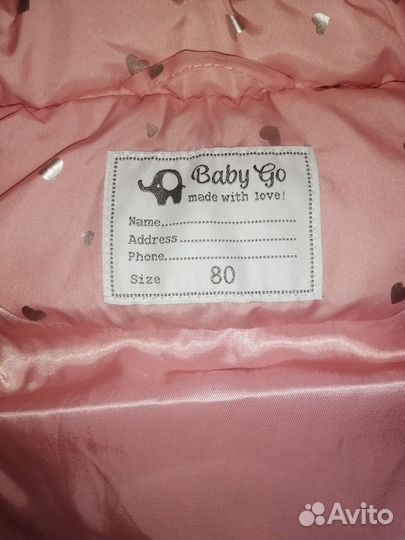 Baby Go
made with love!
Name
Address
Phone
Size 80
Avito